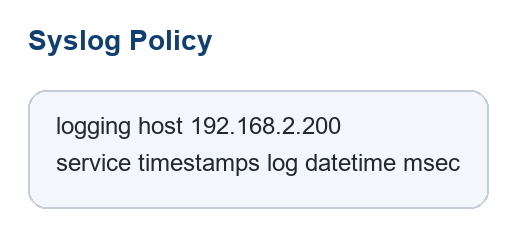 Syslog Policy
logging host 192.168.2.200
service timestamps log datetime msec